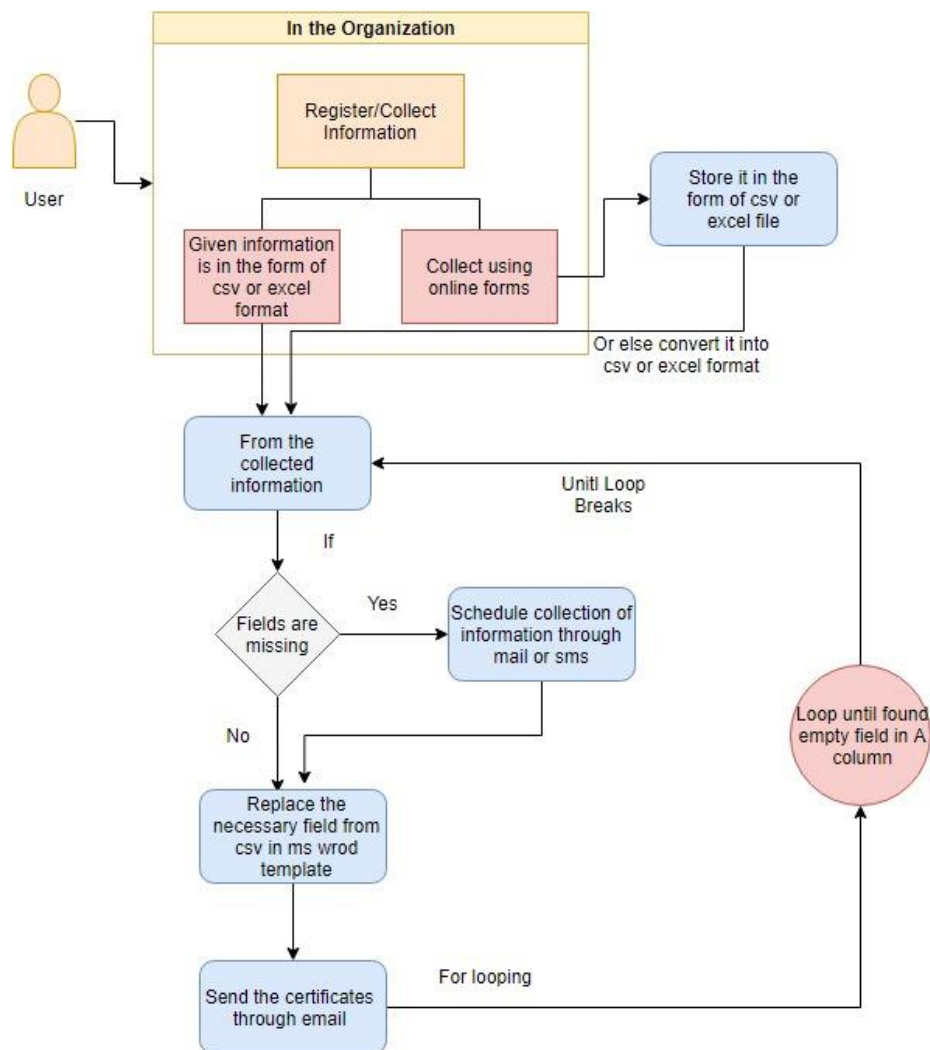 In the Organization
Register/Collect
Information
User
Store it in the
form of csv or
excel file
Given information
is in the form of
csv or excel
format
Collect using
online forms
Or else convert it into
csv or excel format
From the
collected
information
Unitl Loop
Breaks
If
Fields are
missing
Yes
Schedule collection of
information through
mail or sms
No
Loop until found
empty field in A
column
Replace the
necessary field from
csv in ms wrod
template
For looping
Send the certificates
through email